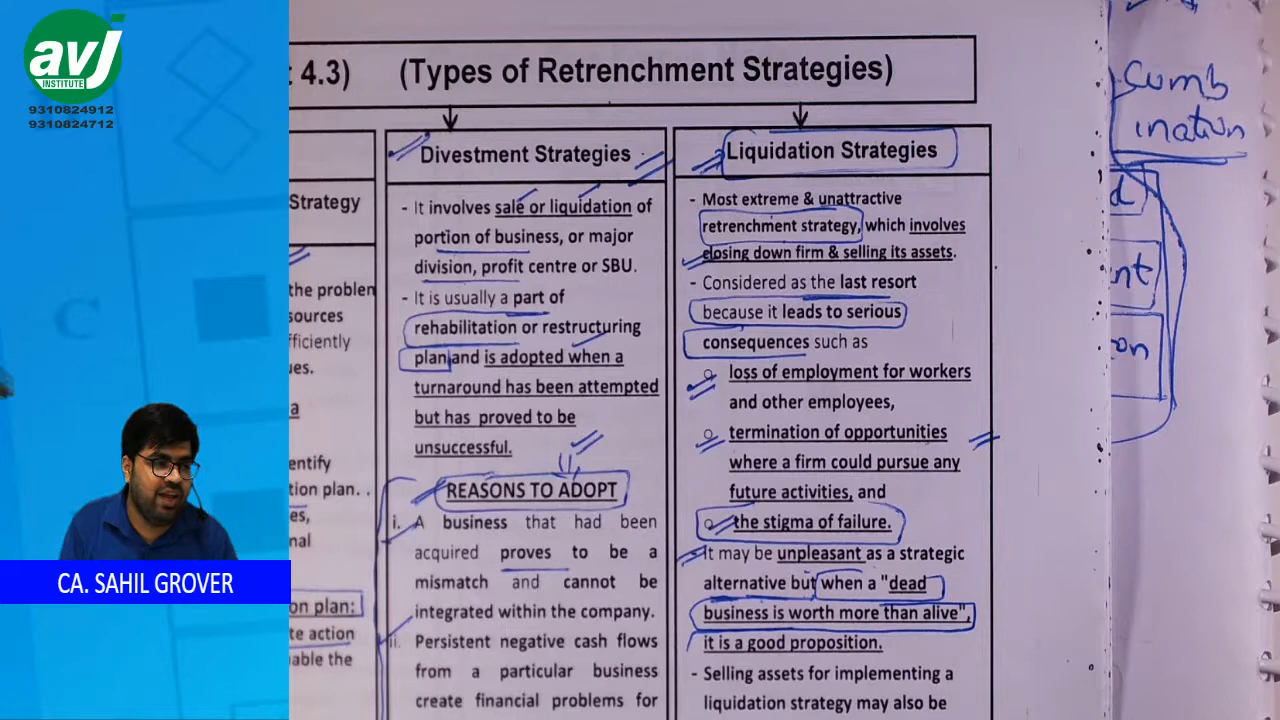 avj
INSTITUTE
9310824912
9310824712
CA. SAHIL GROVER
4.3) (Types of Retrenchment Strategies)
Strategy
the problem
sources
fficiently
ues.
a
entify
tion plan. .
es,
nal
on plan:
te action
able the
Divestment Strategies
- It involves sale or liquidation of
portion of business, or major
division, profit centre or SBU.
- It is usually a part of
rehabilitation or restructuring
plan and is adopted when a
turnaround has been attempted
but has proved to be
unsuccessful.
REASONS TO ADOPT
i. A business that had been
acquired proves to be a
mismatch and cannot be
integrated within the company.
ii. Persistent negative cash flows
from a particular business
create financial problems for
Liquidation Strategies
- Most extreme & unattractive
retrenchment strategy, which involves
closing down firm & selling its assets.
- Considered as the last resort
because it leads to serious
consequences such as
○ loss of employment for workers
and other employees,
○ termination of opportunities
where a firm could pursue any
future activities, and
○ the stigma of failure.
- It may be unpleasant as a strategic
alternative but when a "dead
business is worth more than alive",
it is a good proposition.
- Selling assets for implementing a
liquidation strategy may also be
ination
d
nt
on